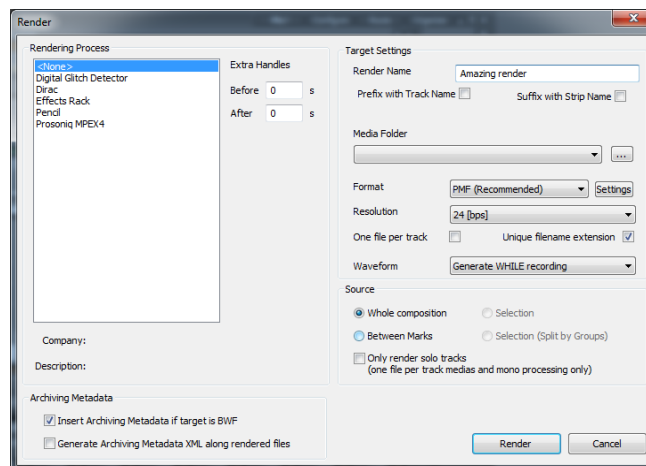 Render
Rendering Process
<None>
Digital Glitch Detector
Dirac
Effects Rack
Pencil
Prosoniq MPEX4
Extra Handles
Before 0 s
After 0 s
Company:
Description:
Archiving Metadata
Insert Archiving Metadata if target is BWF
Generate Archiving Metadata XML along rendered files
Target Settings
Render Name Amazing render
Prefix with Track Name Suffix with Strip Name
Media Folder
...
Format PMF (Recommended) Settings
Resolution 24 [bps]
One file per track Unique filename extension
Waveform Generate WHILE recording
Source
Whole composition Selection
Between Marks Selection (Split by Groups)
Only render solo tracks
(one file per track medias and mono processing only)
Render Cancel